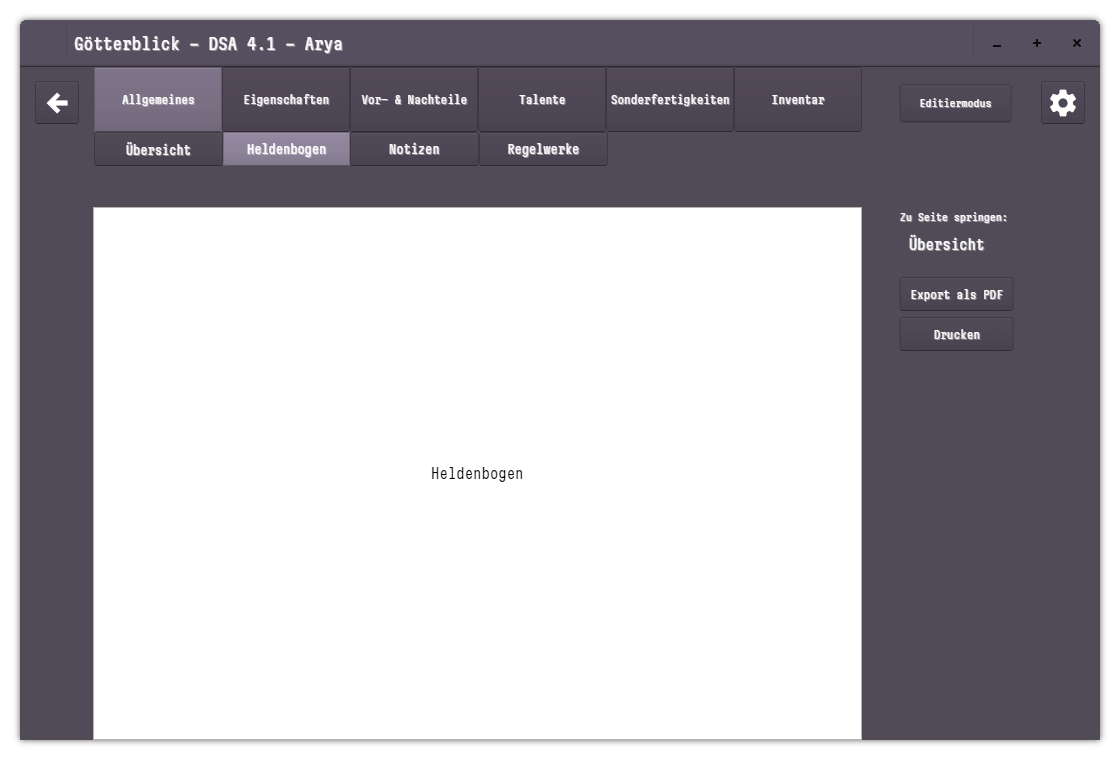 Götterblick – DSA 4.1 – Arya
Allgemeines
Eigenschaften
Vor– & Nachteile
Talente
Sonderfertigkeiten
Inventar
Editiermodus
Übersicht
Heldenbogen
Notizen
Regelwerke
Zu Seite springen:
Übersicht
Export als PDF
Drucken
Heldenbogen